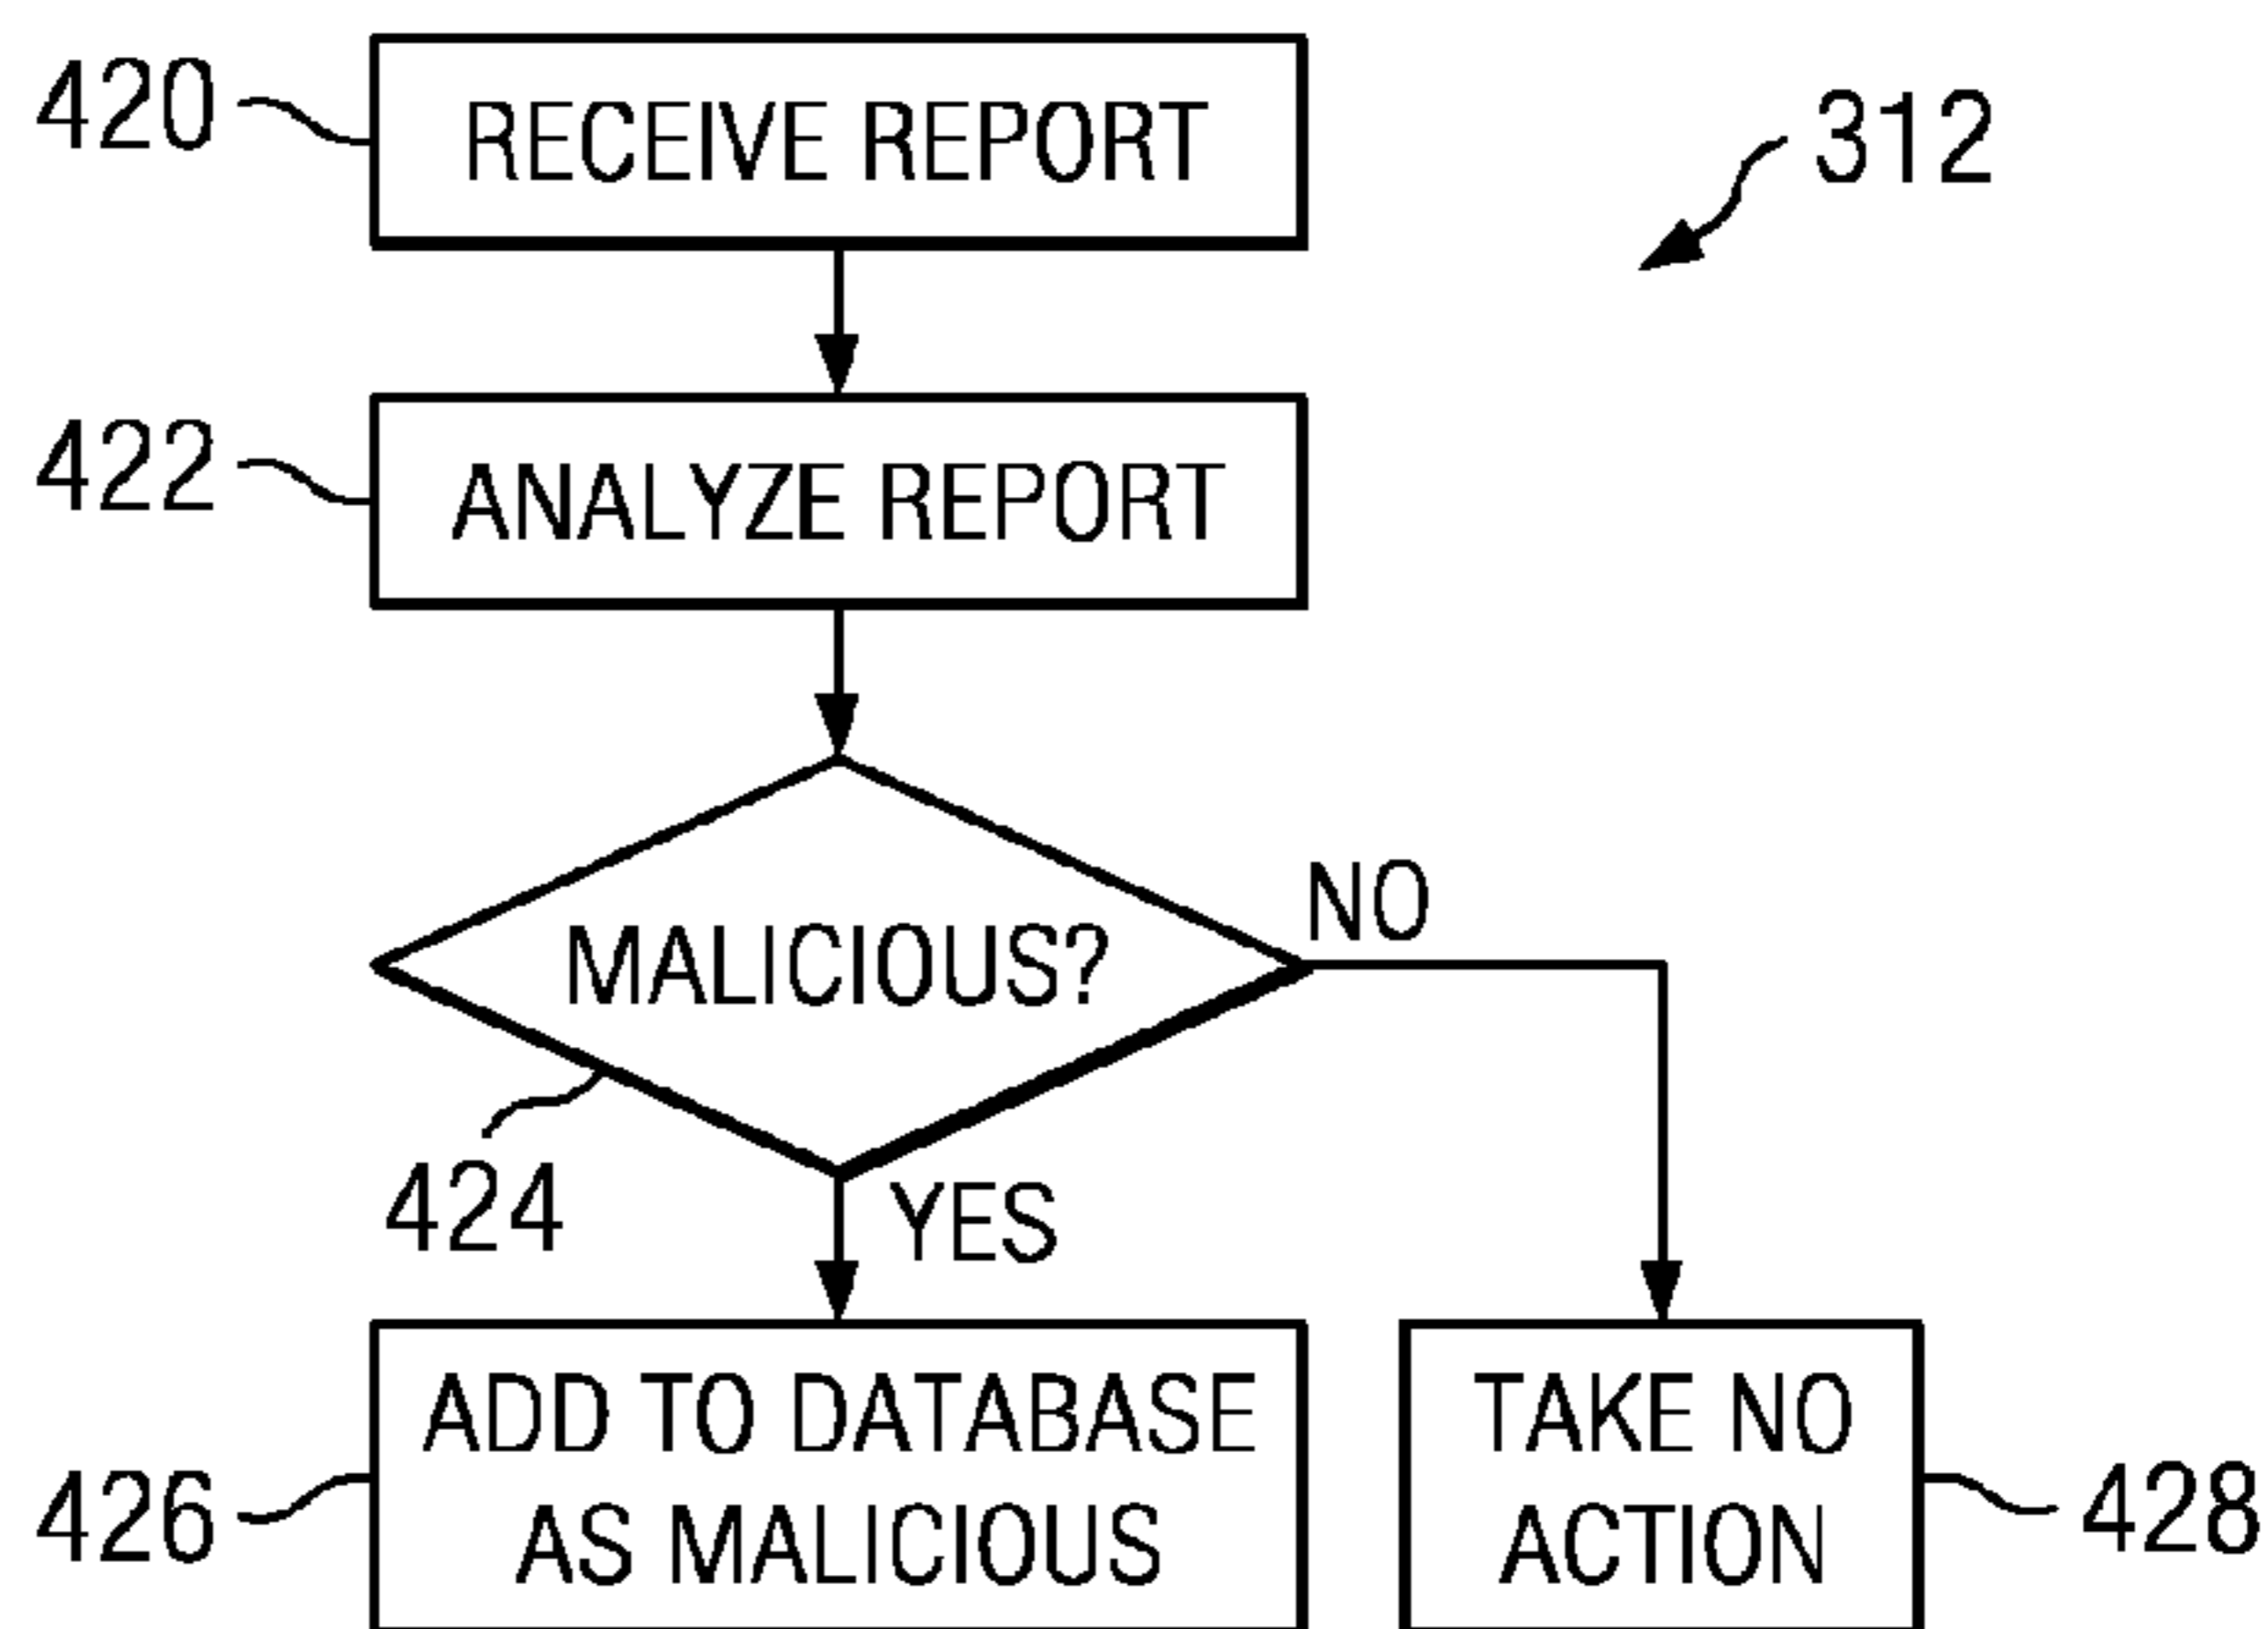 420
RECEIVE REPORT
312
422
ANALYZE REPORT
MALICIOUS?
NO
424
YES
426
ADD TO DATABASE
AS MALICIOUS
TAKE NO
ACTION
428